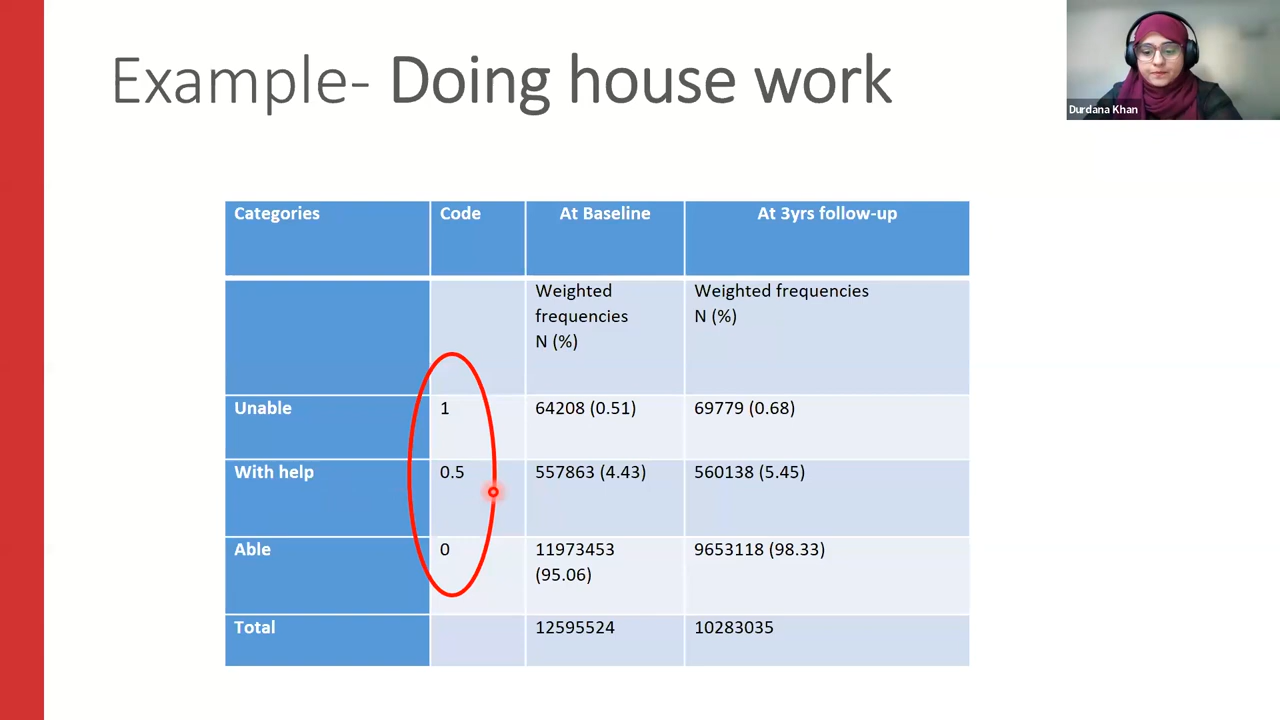 Example- Doing house work
Durdana Khan
Categories
Code
At Baseline
At 3yrs follow-up
Weighted
frequencies
N (%)
Weighted frequencies
N (%)
Unable
1
64208 (0.51)
69779 (0.68)
With help
0.5
557863 (4.43)
560138 (5.45)
Able
0
11973453
(95.06)
9653118 (98.33)
Total
12595524
10283035